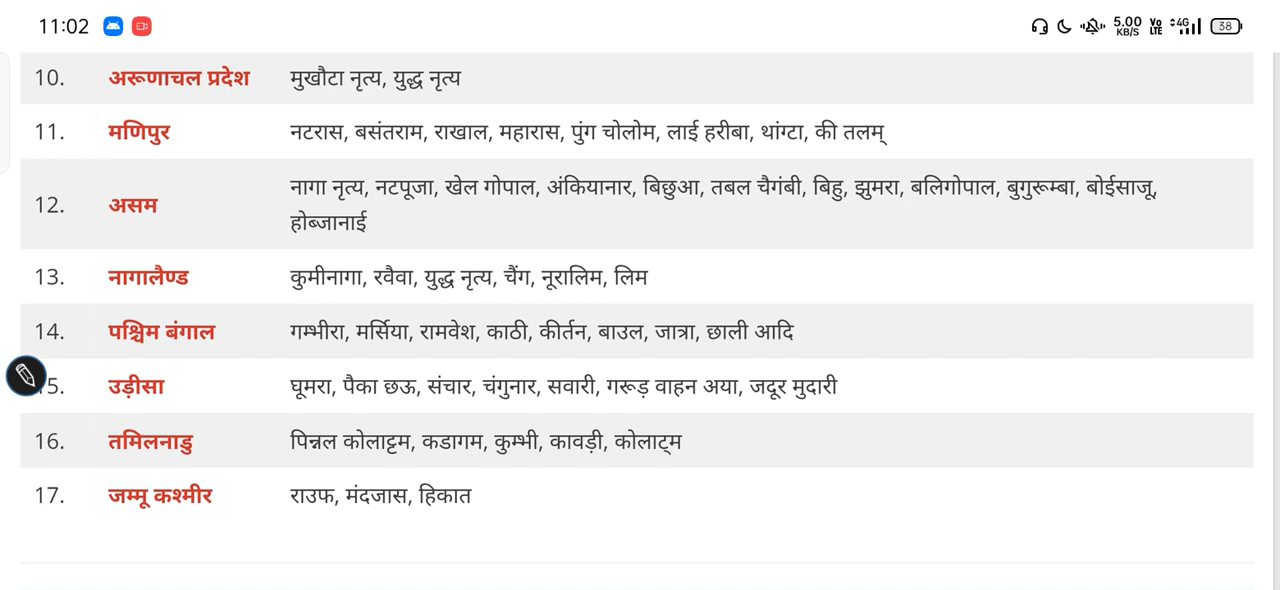 11:02 5.00 KB/S Vo LTE 4G 38
10. अरूणाचल प्रदेश मुखौटा नृत्य, युद्ध नृत्य
11. मणिपुर नटरास, बसंतराम, राखाल, महारास, पुंग चोलोम, लाई हरीबा, थांग्टा, की तलम्
12. असम नागा नृत्य, नटपूजा, खेल गोपाल, अंकियानार, बिछुआ, तबल चैगंबी, बिहु, झुमरा, बलिगोपाल, बुगुरूम्बा, बोईसाजू,
होब्जानाई
13. नागालैण्ड कुमीनागा, रवैवा, युद्ध नृत्य, चैंग, नूरालिम, लिम
14. पश्चिम बंगाल गम्भीरा, मर्सिया, रामवेश, काठी, कीर्तन, बाउल, जात्रा, छाली आदि
5. उड़ीसा घूमरा, पैका छऊ, संचार, चंगुनार, सवारी, गरूड़ वाहन अया, जदूर मुदारी
16. तमिलनाडु पिन्नल कोलाट्टम, कडागम, कुम्भी, कावड़ी, कोलाट्म
17. जम्मू कश्मीर राउफ, मंदजास, हिकात